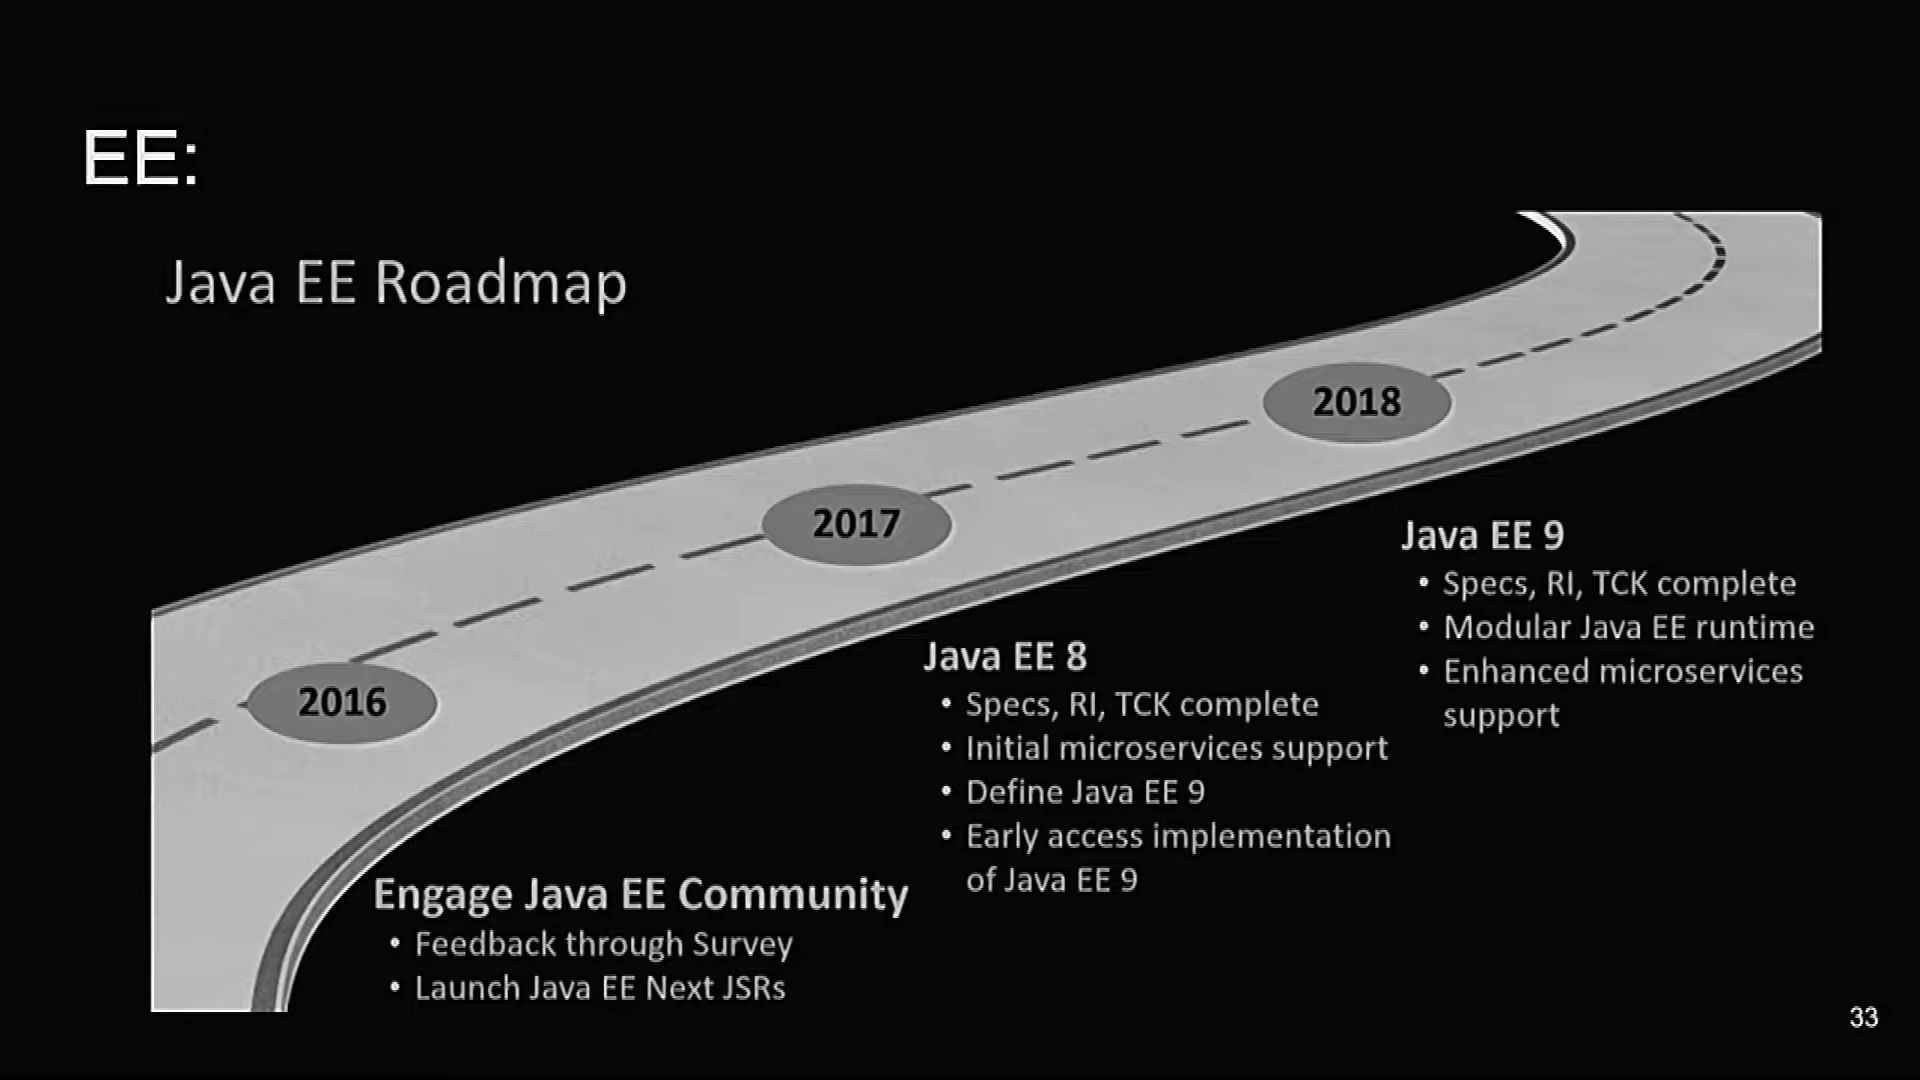 EE:
Java EE Roadmap
2016
2017
2018
Engage Java EE Community
• Feedback through Survey
• Launch Java EE Next JSRs
Java EE 8
• Specs, RI, TCK complete
• Initial microservices support
• Define Java EE 9
• Early access implementation
of Java EE 9
Java EE 9
• Specs, RI, TCK complete
• Modular Java EE runtime
• Enhanced microservices
support
33